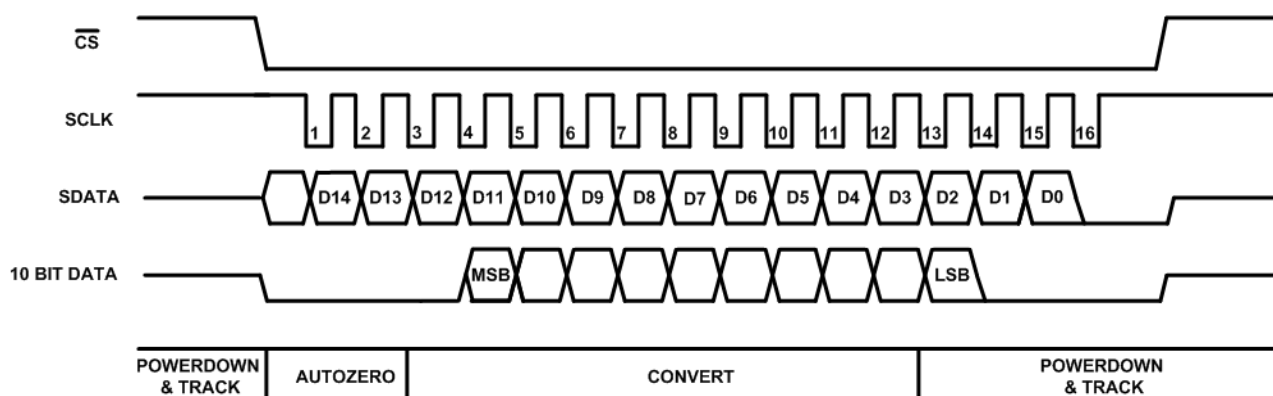 CS
SCLK
1 2 3 4 5 6 7 8 9 10 11 12 13 14 15 16
SDATA
D14 D13 D12 D11 D10 D9 D8 D7 D6 D5 D4 D3 D2 D1 D0
10 BIT DATA
MSB LSB
POWERDOWN
& TRACK
AUTOZERO
CONVERT
POWERDOWN
& TRACK